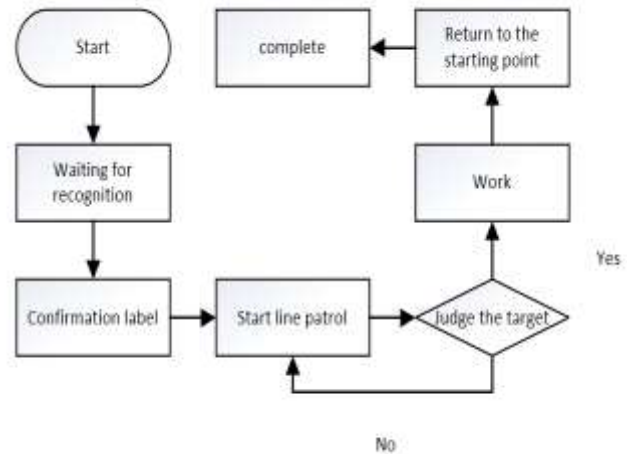 Start
Waiting for
recognition
Confirmation label
Start line patrol
Judge the target
Yes
No
Work
Return to the
starting point
complete